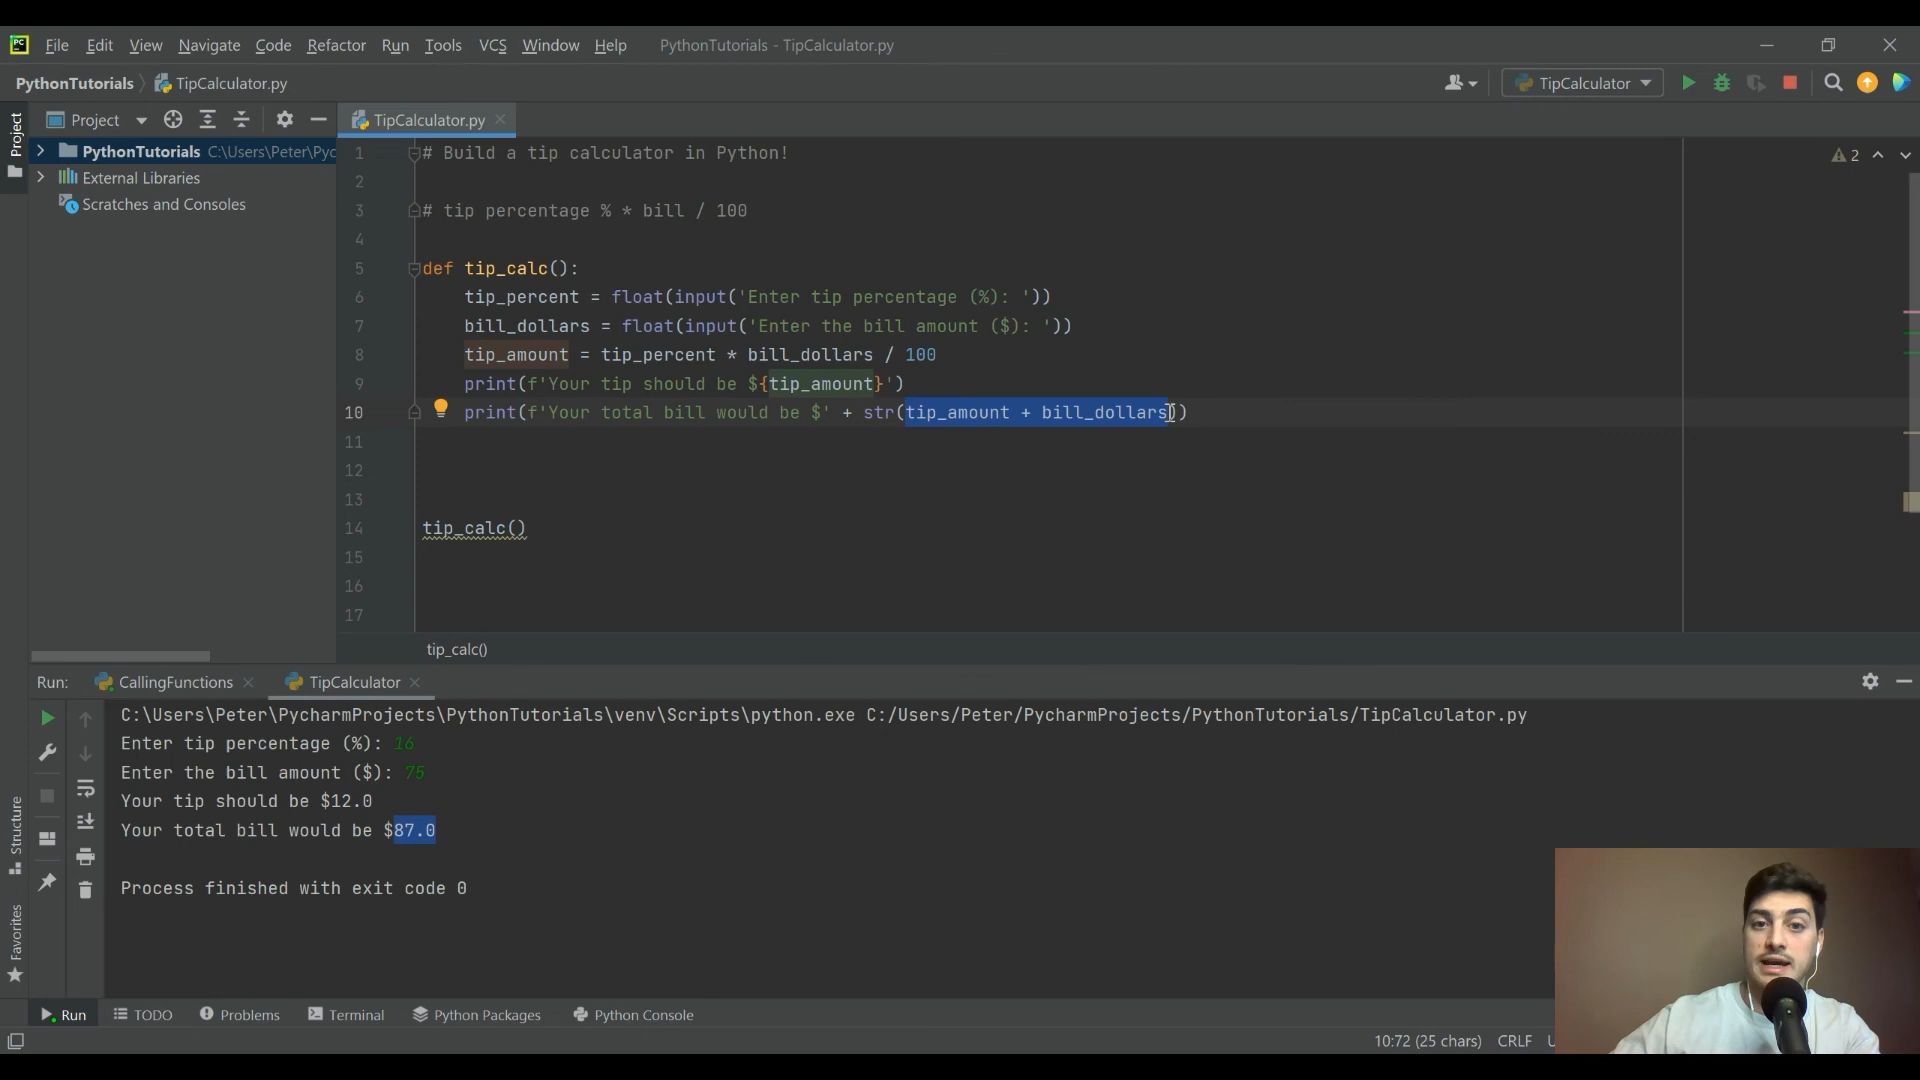 File Edit View Navigate Code Refactor Run Tools VCS Window Help PythonTutorials - TipCalculator.py
PythonTutorials TipCalculator.py TipCalculator
Project Project TipCalculator.py
PythonTutorials C:\Users\Peter\Pyc
External Libraries
Scratches and Consoles
2
1 # Build a tip calculator in Python!
2
3 # tip percentage % * bill / 100
4
5 def tip_calc():
6 tip_percent = float(input('Enter tip percentage (%): '))
7 bill_dollars = float(input('Enter the bill amount ($): '))
8 tip_amount = tip_percent * bill_dollars / 100
9 print(f'Your tip should be ${tip_amount}')
10 print(f'Your total bill would be $' + str(tip_amount + bill_dollars))
11
12
13
14 tip_calc()
15
16
17
tip_calc()
Run: CallingFunctions TipCalculator
C:\Users\Peter\PycharmProjects\PythonTutorials\venv\Scripts\python.exe C:/Users/Peter/PycharmProjects/PythonTutorials/TipCalculator.py
Enter tip percentage (%): 16
Enter the bill amount ($): 75
Your tip should be $12.0
Your total bill would be $87.0
Process finished with exit code 0
Structure
Favorites
Run TODO Problems Terminal Python Packages Python Console
10:72 (25 chars) CRLF